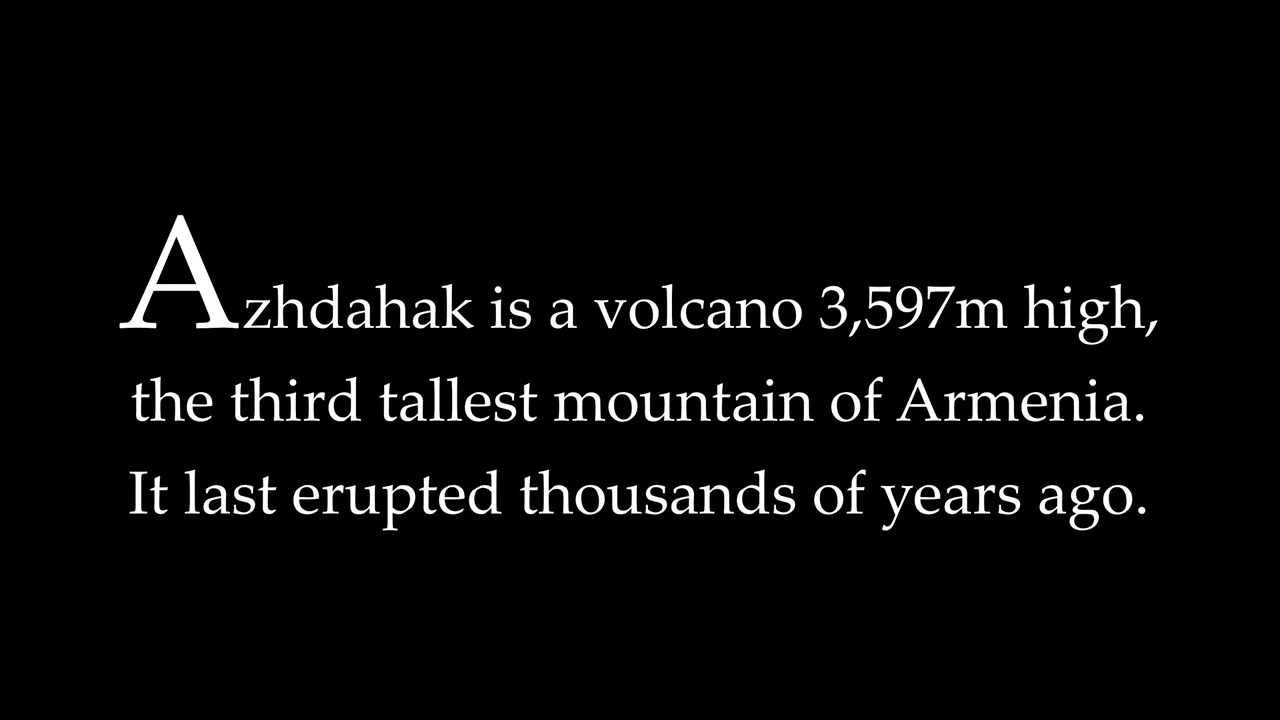 Azhdahak is a volcano 3,597m high,
the third tallest mountain of Armenia.
It last erupted thousands of years ago.